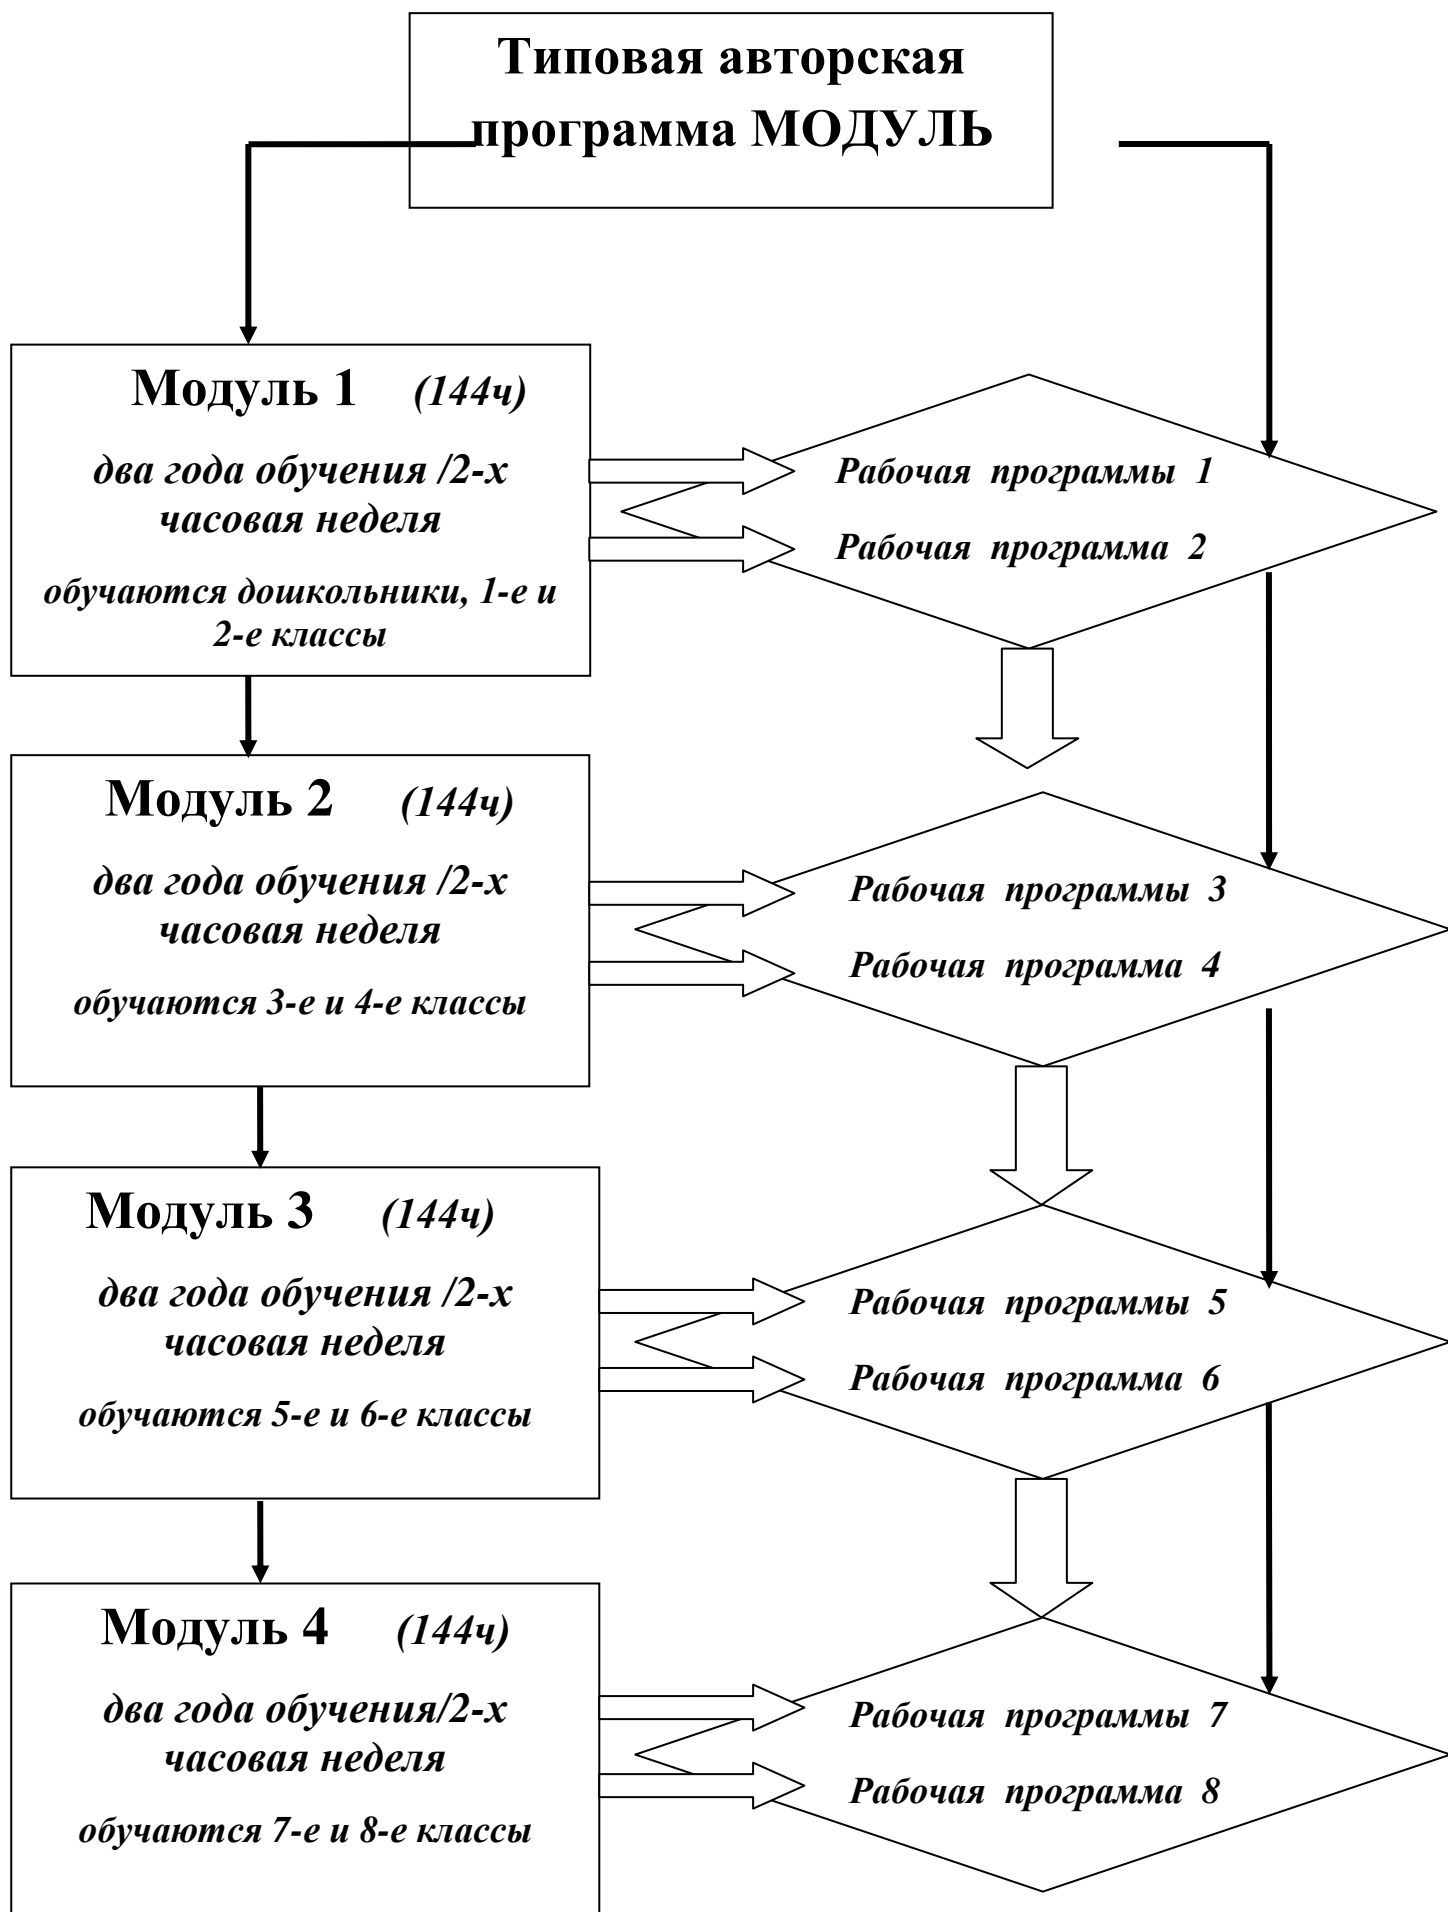 Типовая авторская
программа МОДУЛЬ
Модуль 1 (144ч)
два года обучения /2-х
часовая неделя
обучаются дошкольники, 1-е и
2-е классы
Рабочая программы 1
Рабочая программа 2
Модуль 2 (144ч)
два года обучения /2-х
часовая неделя
обучаются 3-е и 4-е классы
Рабочая программы 3
Рабочая программа 4
Модуль 3 (144ч)
два года обучения /2-х
часовая неделя
обучаются 5-е и 6-е классы
Рабочая программы 5
Рабочая программа 6
Модуль 4 (144ч)
два года обучения/2-х
часовая неделя
обучаются 7-е и 8-е классы
Рабочая программы 7
Рабочая программа 8